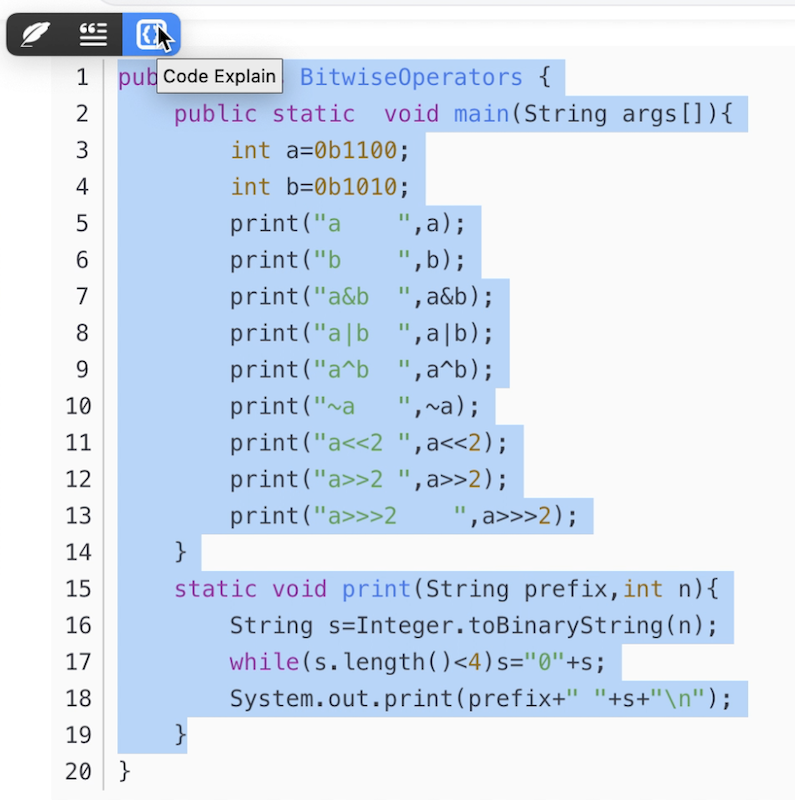 Code Explain
1 pub BitwiseOperators {
2     public static  void main(String args[]){
3         int a=0b1100;
4         int b=0b1010;
5         print("a    ",a);
6         print("b    ",b);
7         print("a&b  ",a&b);
8         print("a|b  ",a|b);
9         print("a^b  ",a^b);
10         print("~a   ",~a);
11         print("a<<2 ",a<<2);
12         print("a>>2 ",a>>2);
13         print("a>>>2    ",a>>>2);
14     }
15     static void print(String prefix,int n){
16         String s=Integer.toBinaryString(n);
17         while(s.length()<4)s="0"+s;
18         System.out.print(prefix+" "+s+"\n");
19     }
20 }